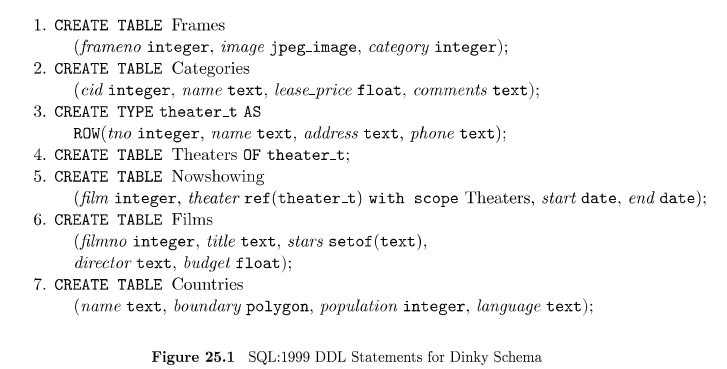 1. CREATE TABLE Frames
(frameno integer, image jpeg_image, category integer);
2. CREATE TABLE Categories
(cid integer, name text, lease_price float, comments text);
3. CREATE TYPE theater_t AS
ROW(tno integer, name text, address text, phone text);
4. CREATE TABLE Theaters OF theater_t;
5. CREATE TABLE Nowshowing
(film integer, theater ref(theater_t) with scope Theaters, start date, end date);
6. CREATE TABLE Films
(filmno integer, title text, stars setof(text),
director text, budget float);
7. CREATE TABLE Countries
(name text, boundary polygon, population integer, language text);
Figure 25.1 SQL:1999 DDL Statements for Dinky Schema